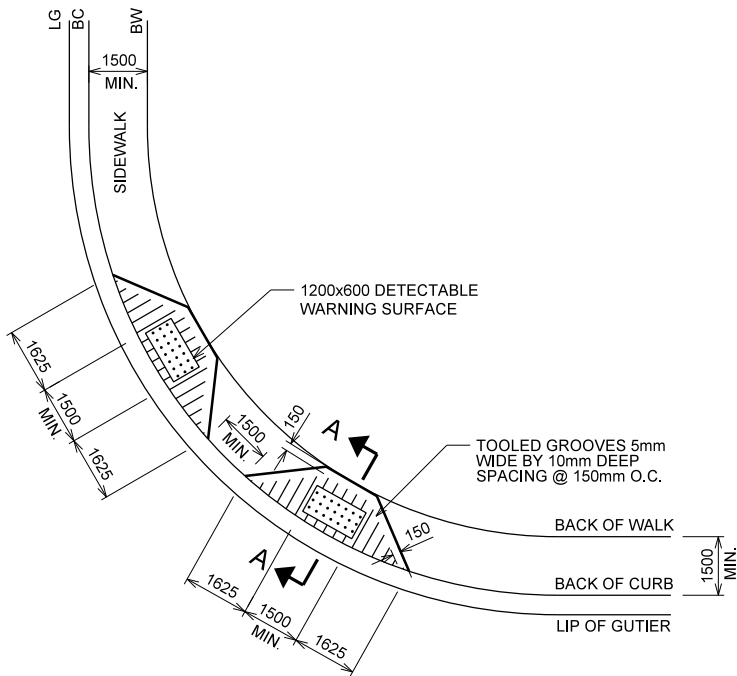 LG
BC
BW
1500
MIN.
SIDEWALK
1200x600 DETECTABLE
WARNING SURFACE
1625
1500
MIN.
1625
150
1500
MIN.
A
TOOLED GROOVES 5mm
WIDE BY 10mm DEEP
SPACING @ 150mm O.C.
150
A
BACK OF WALK
1500
MIN.
BACK OF CURB
LIP OF GUTIER
1625
1500
MIN.
1625